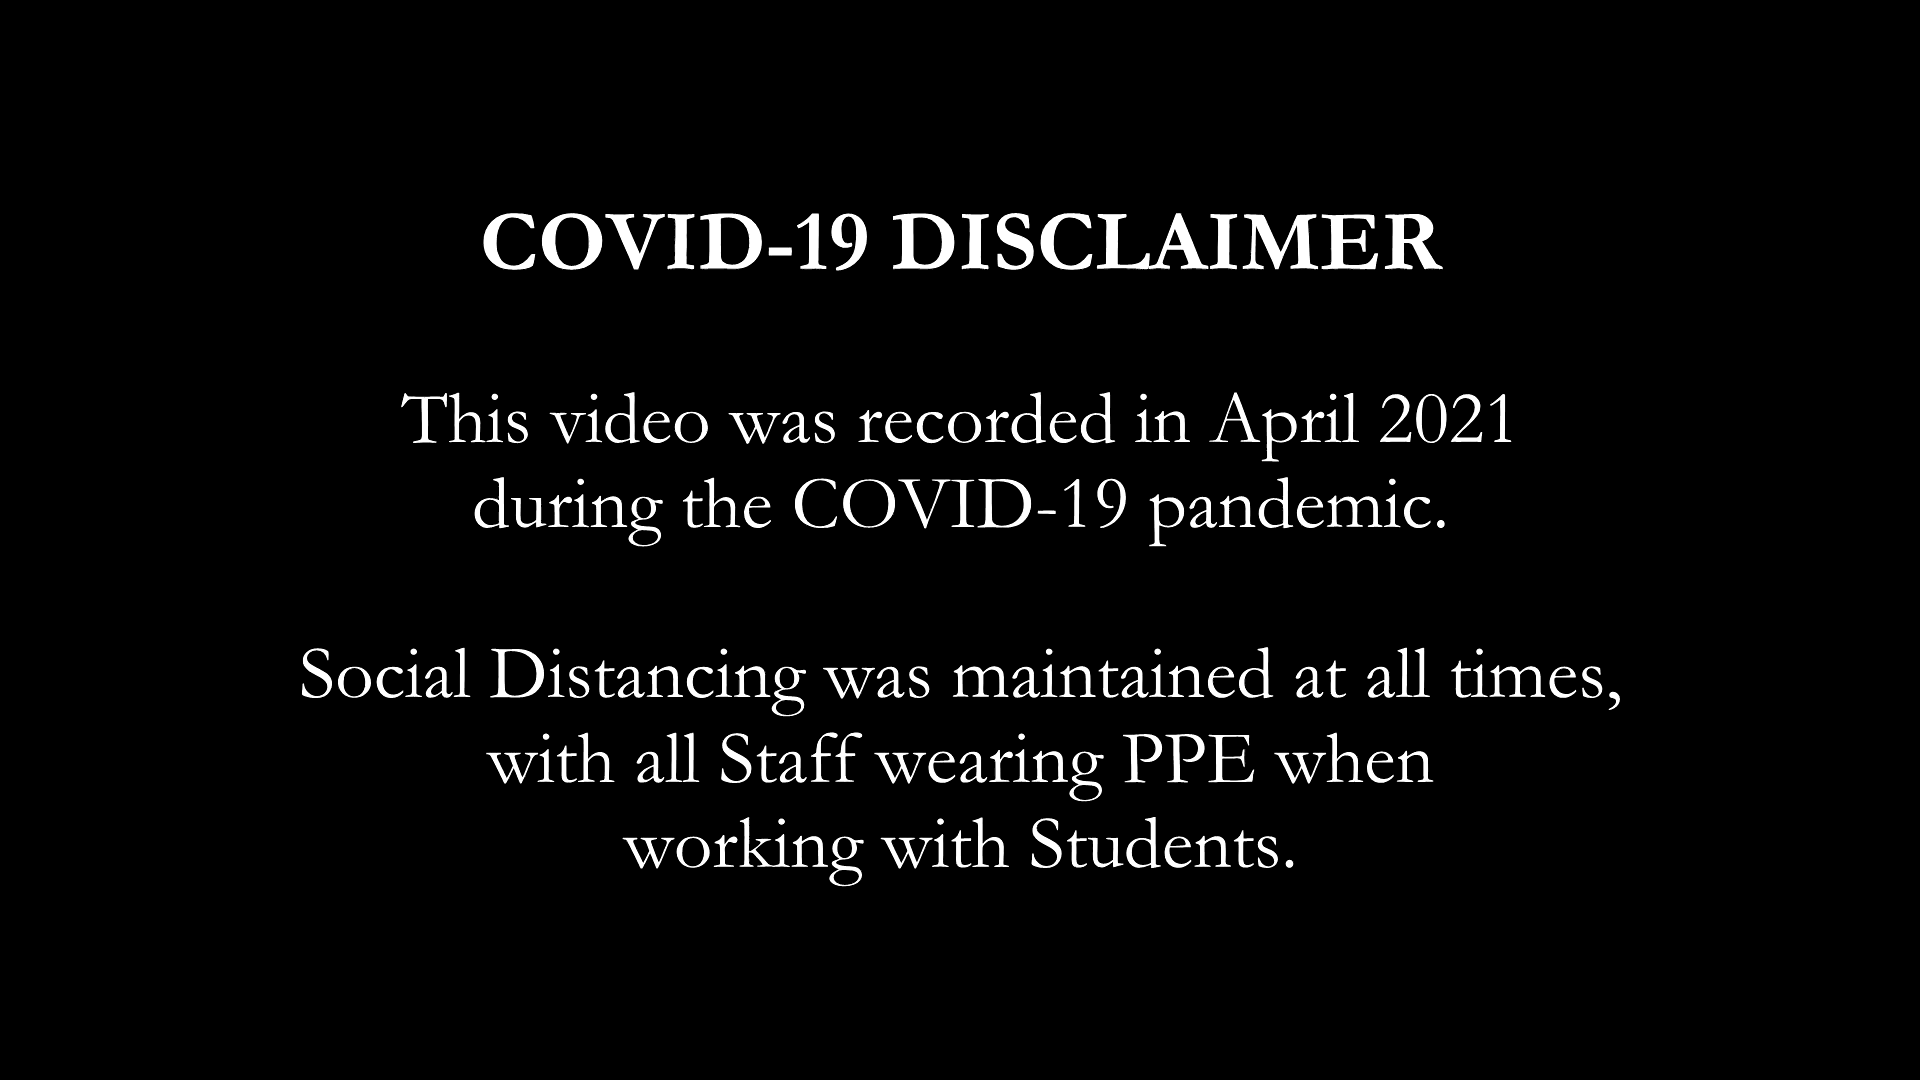 COVID-19 DISCLAIMER
This video was recorded in April 2021
during the COVID-19 pandemic.
Social Distancing was maintained at all times,
with all Staff wearing PPE when
working with Students.